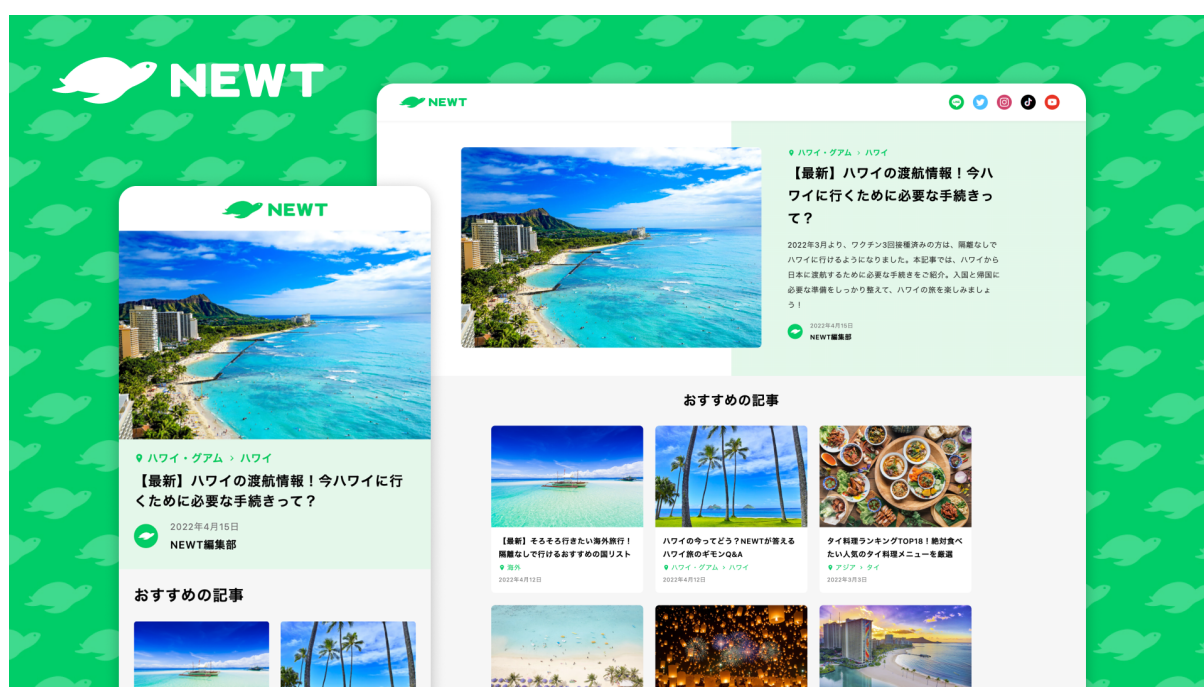 NEWT
NEWT
ハワイ・グアム > ハワイ
【最新】ハワイの渡航情報！今ハ
ワイに行くために必要な手続きっ
て？
2022年3月より、ワクチン3回接種済みの方は、隔離なしで
ハワイに行けるようになりました。本記事では、ハワイから
日本に渡航するために必要な手続きをご紹介。入国と帰国に
必要な準備をしっかり整えて、ハワイの旅を楽しみましょ
う！
2022年4月15日
NEWT編集部
おすすめの記事
【最新】そろそろ行きたい海外旅行！
隔離なしで行けるおすすめの国リスト
海外
2022年4月12日
ハワイの今ってどう？NEWTが答える
ハワイ旅のギモンQ&A
ハワイ・グアム > ハワイ
2022年4月12日
タイ料理ランキングTOP18！絶対食べ
たい人気のタイ料理メニューを厳選
アジア > タイ
2022年3月3日
NEWT
ハワイ・グアム > ハワイ
【最新】ハワイの渡航情報！今ハワイに行
くために必要な手続きって？
2022年4月15日
NEWT編集部
おすすめの記事